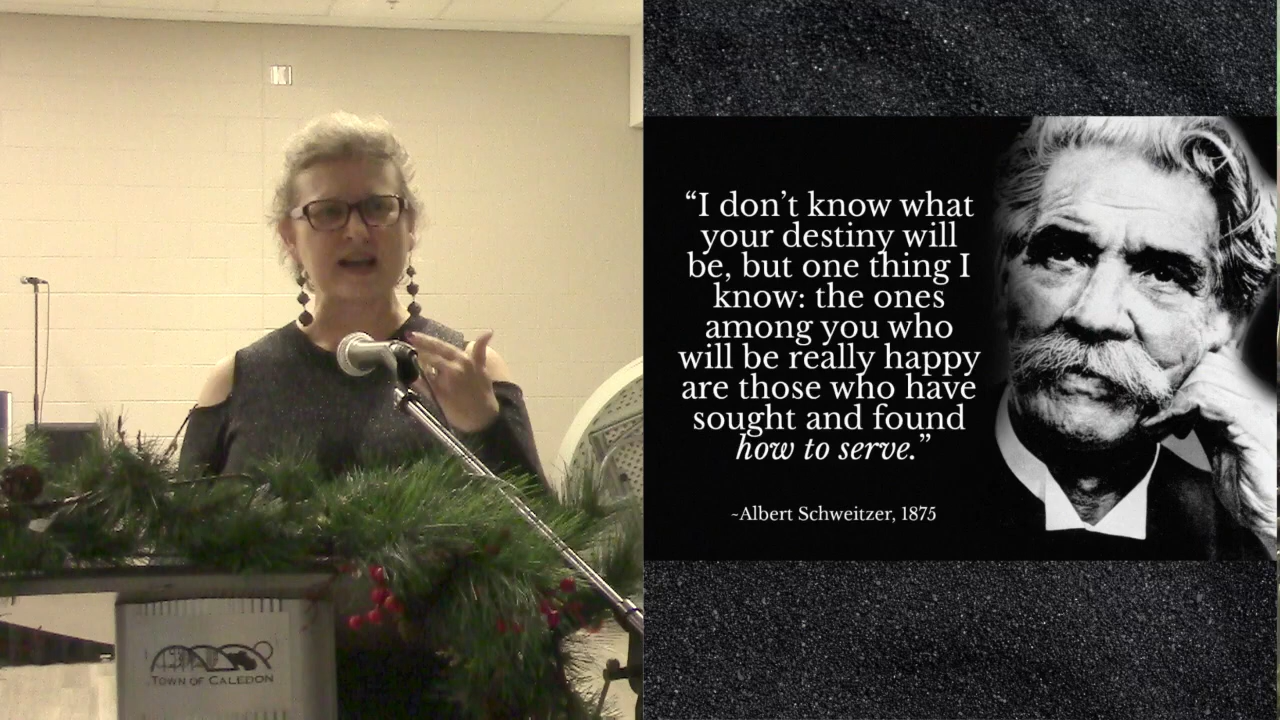 “I don’t know what
your destiny will
be, but one thing I
know: the ones
among you who
will be really happy
are those who have
sought and found
how to serve.”
~Albert Schweitzer, 1875
TOWN OF CALEDON